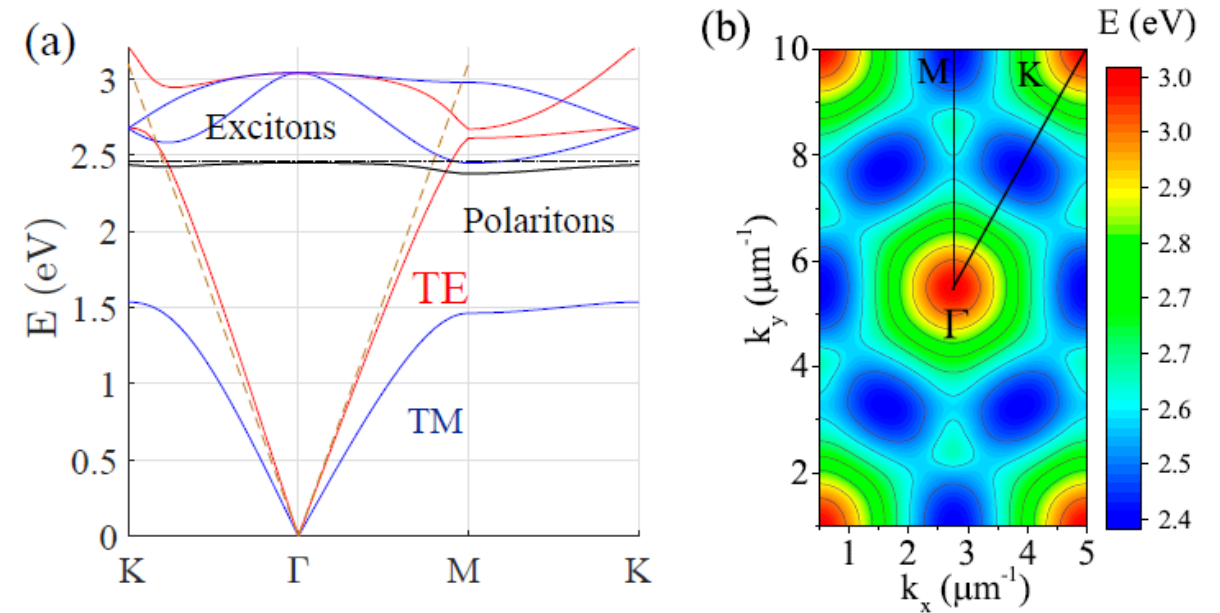 (a)
E (eV)
3
2.5
2
1.5
1
0.5
0
Excitons
Polaritons
TE
TM
K
Γ
M
K
(b)
E (eV)
k_y (μm⁻¹)
10
8
6
4
2
M
K
Γ
1
2
3
4
5
k_x (μm⁻¹)
3.0
3.0
2.9
2.8
2.7
2.7
2.6
2.5
2.4